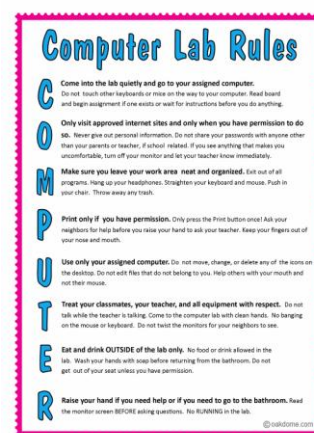 Computer Lab Rules
C
Come into the lab quietly and go to your assigned computer.
Do not touch other keyboards or mice on the way to your computer. Read board
and begin assignment if one exists or wait for instructions before you do anything.
O
Only visit approved internet sites and only when you have permission to do
so. Never give out personal information. Do not share your passwords with anyone other
than your parents or teacher, if school related. If you see anything that makes you
uncomfortable, turn off your monitor and let your teacher know immediately.
M
Make sure you leave your work area neat and organized. Exit out of all
programs. Hang up your headphones. Straighten your keyboard and mouse. Push in
your chair. Throw away any trash.
P
Print only if you have permission. Only press the Print button once! Ask your
neighbors for help before you raise your hand to ask your teacher. Keep your fingers out of
your nose and mouth.
U
Use only your assigned computer. Do not move, change, or delete any of the icons on
the desktop. Do not edit files that do not belong to you. Help others with your mouth and
not their mouse.
T
Treat your classmates, your teacher, and all equipment with respect. Do not
talk while the teacher is talking. Come to the computer lab with clean hands. No banging
on the mouse or keyboard. Do not twist the monitors for your neighbors to see.
E
Eat and drink OUTSIDE of the lab only. No food or drink allowed in the
lab. Wash your hands with soap before returning from the bathroom. Do not
get out of your seat unless you have permission.
R
Raise your hand if you need help or if you need to go to the bathroom. Read
the monitor screen BEFORE asking questions. No RUNNING in the lab.
©oakdome.com